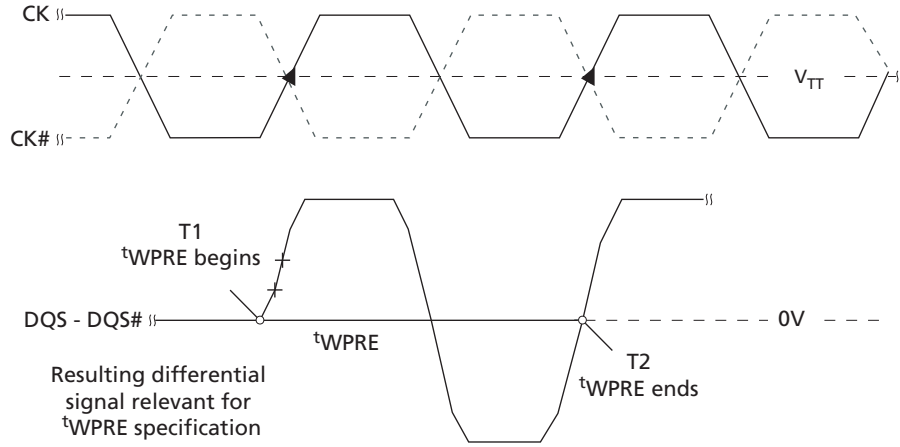 CK
V_TT
CK#
T1
tWPRE begins
DQS - DQS#
0V
tWPRE
T2
tWPRE ends
Resulting differential
signal relevant for
tWPRE specification